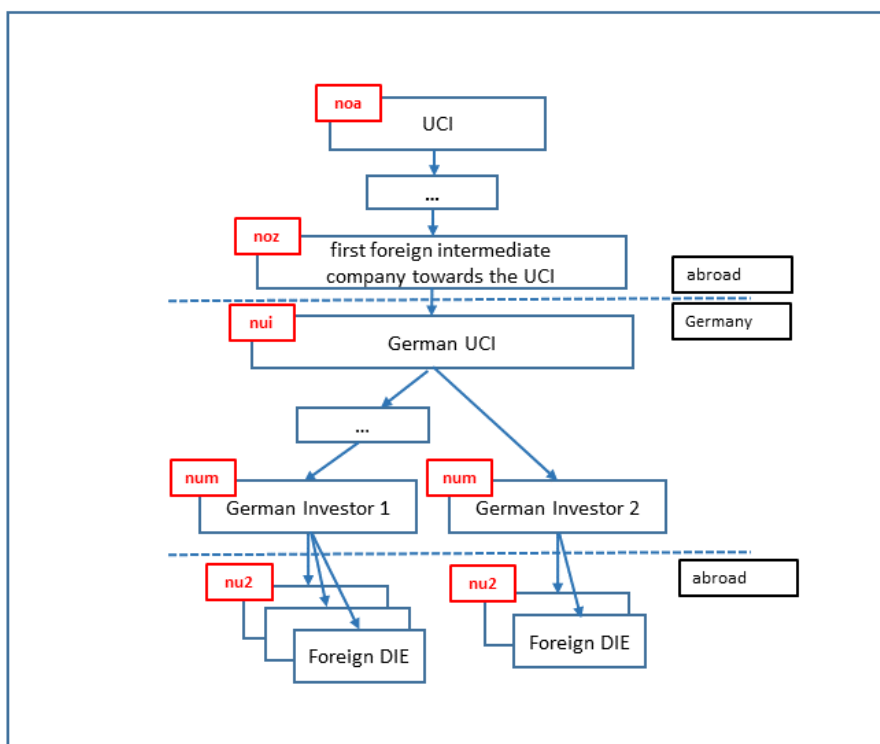 noa
UCI
...
noz
first foreign intermediate
company towards the UCI
abroad
Germany
nui
German UCI
...
num
German Investor 1
num
German Investor 2
abroad
nu2
Foreign DIE
nu2
Foreign DIE